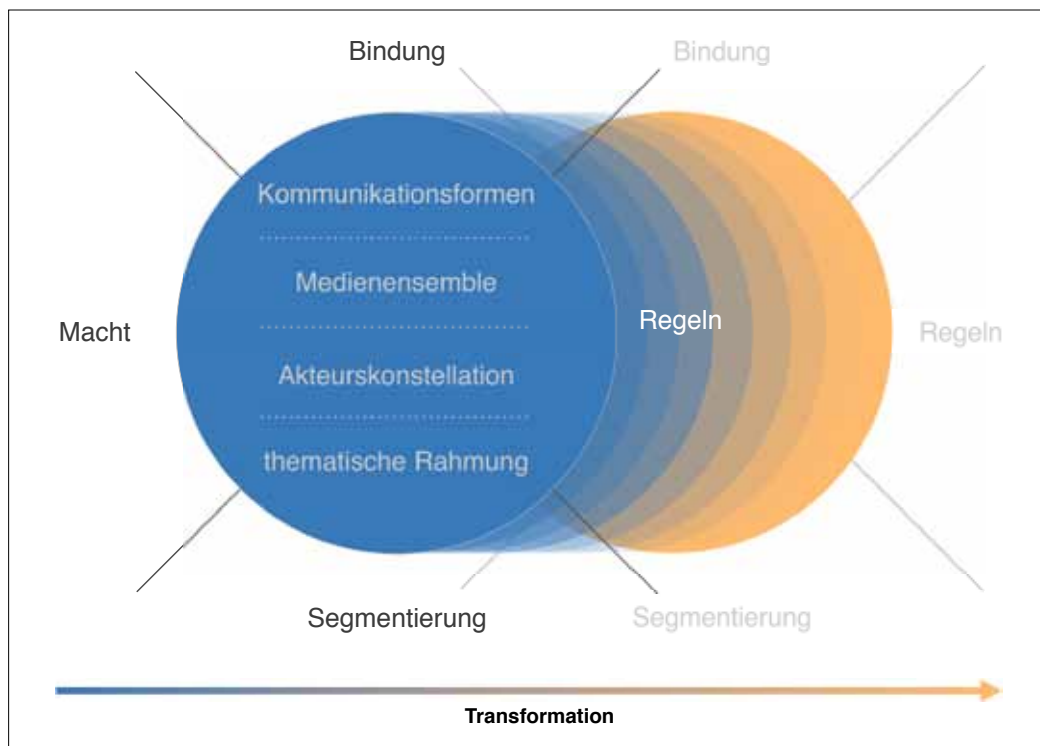 Bindung
Bindung
Kommunikationsformen
Medienensemble
Macht
Regeln
Regeln
Akteurskonstellation
thematische Rahmung
Segmentierung
Segmentierung
Transformation